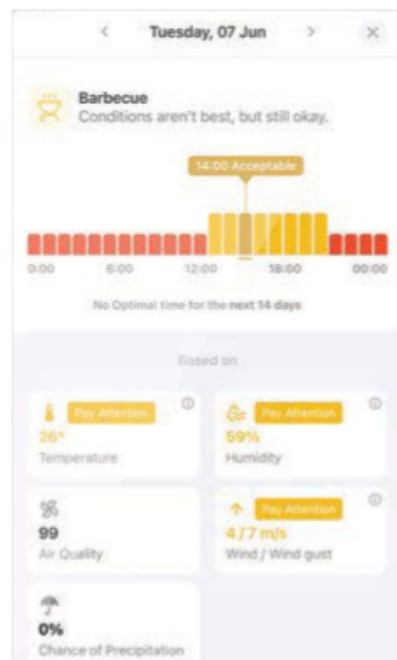 Tuesday, 07 Jun
Barbecue
Conditions aren't best, but still okay.
14:00 Acceptable
0:00 6:00 12:00 18:00 00:00
No Optimal time for the next 14 days
Based on
Pay Attention
26°
Temperature
Pay Attention
59%
Humidity
99
Air Quality
Pay Attention
4 / 7 m/s
Wind / Wind gust
0%
Chance of Precipitation